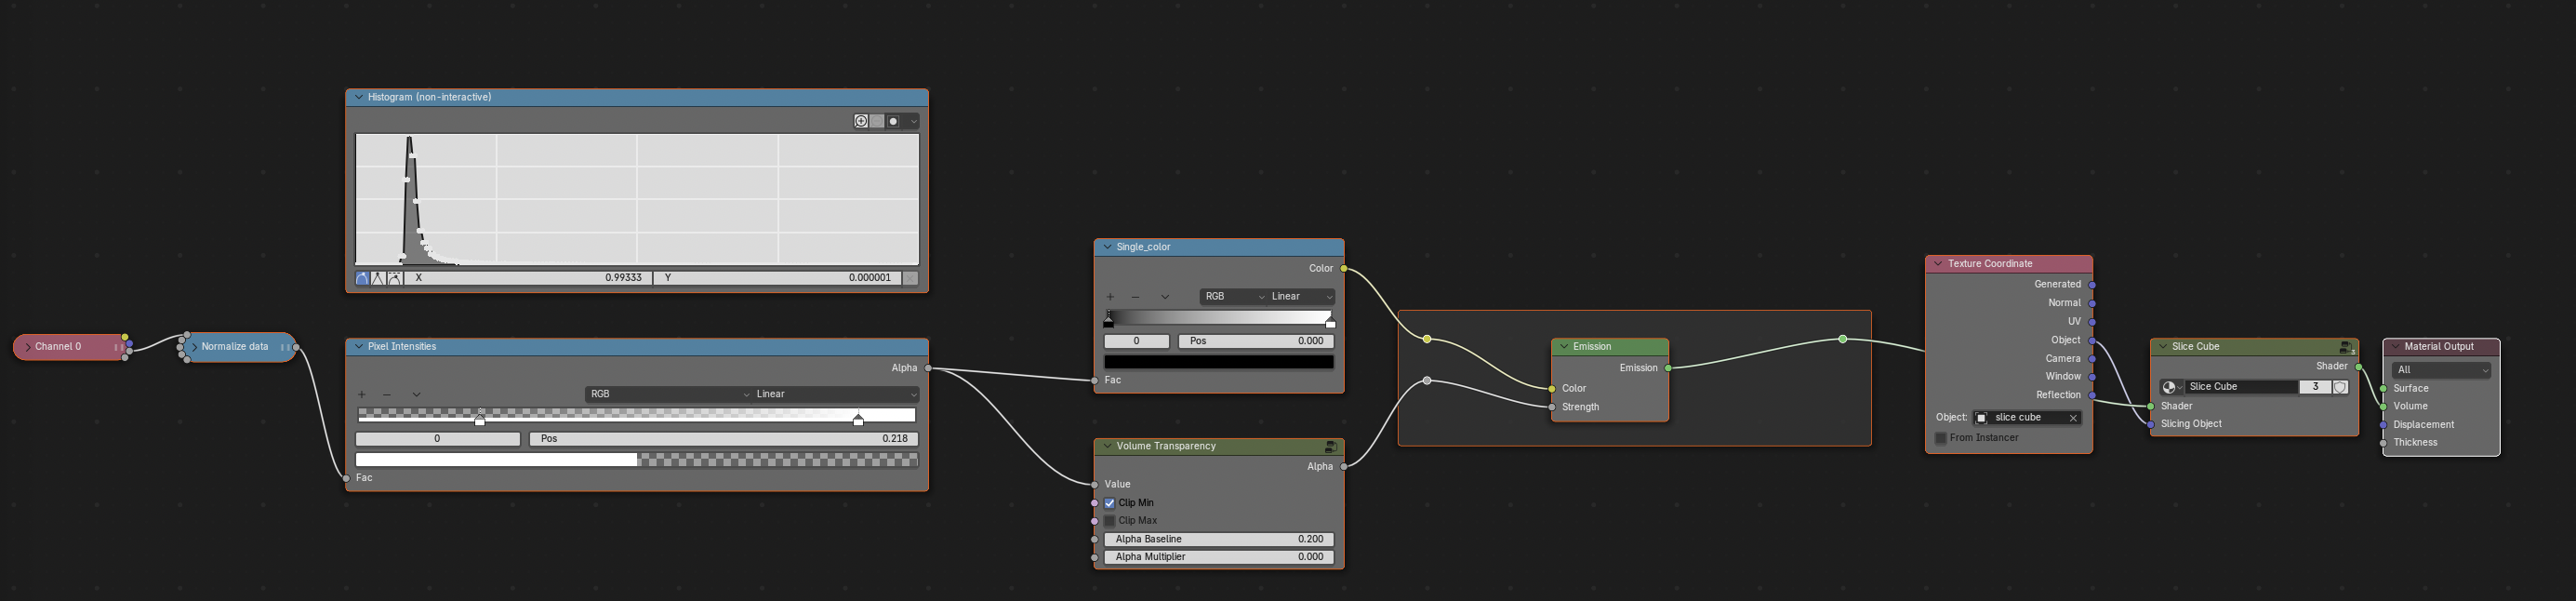 Channel 0
Normalize data
Histogram (non-interactive)
X 0.99333 Y 0.000001
Pixel Intensities
Alpha
RGB Linear
0 Pos 0.218
Fac
Single_color
Color
RGB Linear
0 Pos 0.000
Fac
Volume Transparency
Alpha
Value
Clip Min
Clip Max
Alpha Baseline 0.200
Alpha Multiplier 0.000
Emission
Emission
Color
Strength
Texture Coordinate
Generated
Normal
UV
Object
Camera
Window
Reflection
Object: slice cube
From Instancer
Slice Cube
Shader
Slice Cube 3
Shader
Slicing Object
Material Output
All
Surface
Volume
Displacement
Thickness